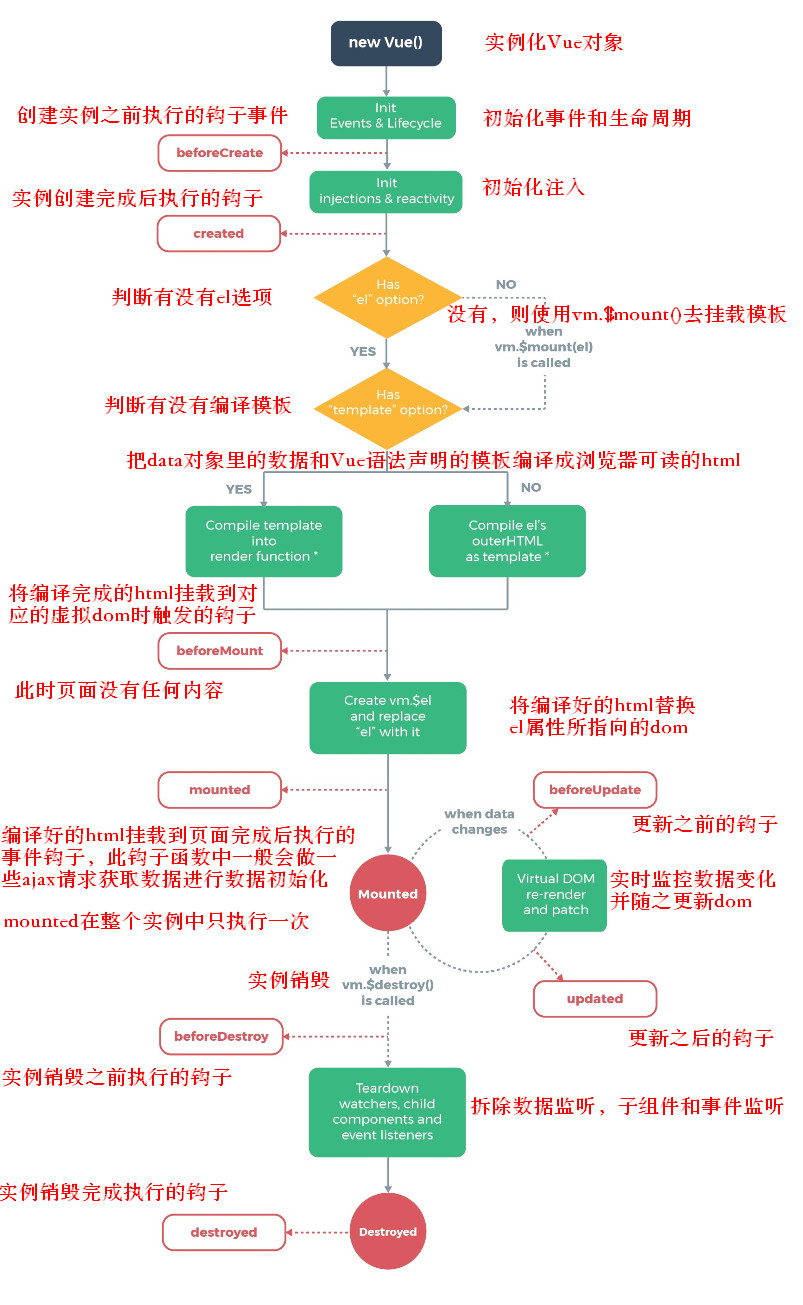 new Vue()
实例化Vue对象
Init
Events & Lifecycle
创建实例之前执行的钩子事件
初始化事件和生命周期
beforeCreate
Init
injections & reactivity
实例创建完成后执行的钩子
初始化注入
created
Has
"el" option?
判断有没有el选项
NO
没有，则使用vm.$mount()去挂载模板
when
vm.$mount(el)
is called
YES
Has
"template" option?
判断有没有编译模板
把data对象里的数据和Vue语法声明的模板编译成浏览器可读的html
YES
NO
Compile template
into
render function *
Compile el's
outerHTML
as template *
将编译完成的html挂载到对
应的虚拟dom时触发的钩子
beforeMount
此时页面没有任何内容
Create vm.$el
and replace
"el" with it
将编译好的html替换
el属性所指向的dom
mounted
beforeUpdate
when data
changes
更新之前的钩子
编译好的html挂载到页面完成后执行的
事件钩子，此钩子函数中一般会做一
些ajax请求获取数据进行数据初始化
Mounted
Virtual DOM
re-render
and patch
实时监控数据变化
并随之更新dom
mounted在整个实例中只执行一次
实例销毁
when
vm.$destroy()
is called
updated
更新之后的钩子
beforeDestroy
实例销毁之前执行的钩子
Teardown
watchers, child
components and
event listeners
拆除数据监听，子组件和事件监听
实例销毁完成执行的钩子
destroyed
Destroyed